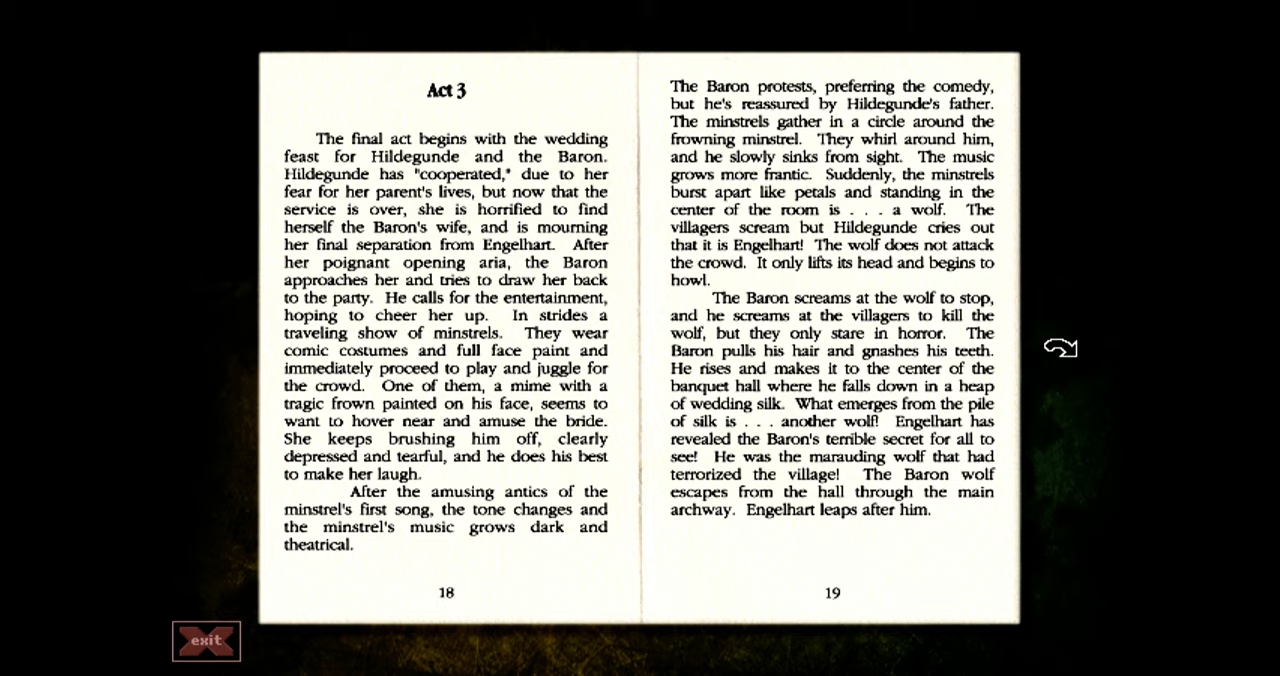 Act 3
The final act begins with the wedding
feast for Hildegunde and the Baron.
Hildegunde has "cooperated," due to her
fear for her parent's lives, but now that the
service is over, she is horrified to find
herself the Baron's wife, and is mourning
her final separation from Engelhart. After
her poignant opening aria, the Baron
approaches her and tries to draw her back
to the party. He calls for the entertainment,
hoping to cheer her up. In strides a
traveling show of minstrels. They wear
comic costumes and full face paint and
immediately proceed to play and juggle for
the crowd. One of them, a mime with a
tragic frown painted on his face, seems to
want to hover near and amuse the bride.
She keeps brushing him off, clearly
depressed and tearful, and he does his best
to make her laugh.
After the amusing antics of the
minstrel's first song, the tone changes and
the minstrel's music grows dark and
theatrical.
18
The Baron protests, preferring the comedy,
but he's reassured by Hildegunde's father.
The minstrels gather in a circle around the
frowning minstrel. They whirl around him,
and he slowly sinks from sight. The music
grows more frantic. Suddenly, the minstrels
burst apart like petals and standing in the
center of the room is . . . a wolf. The
villagers scream but Hildegunde cries out
that it is Engelhart! The wolf does not attack
the crowd. It only lifts its head and begins to
howl.
The Baron screams at the wolf to stop,
and he screams at the villagers to kill the
wolf, but they only stare in horror. The
Baron pulls his hair and gnashes his teeth.
He rises and makes it to the center of the
banquet hall where he falls down in a heap
of wedding silk. What emerges from the pile
of silk is . . . another wolf! Engelhart has
revealed the Baron's terrible secret for all to
see! He was the marauding wolf that had
terrorized the village! The Baron wolf
escapes from the hall through the main
archway. Engelhart leaps after him.
19
exit